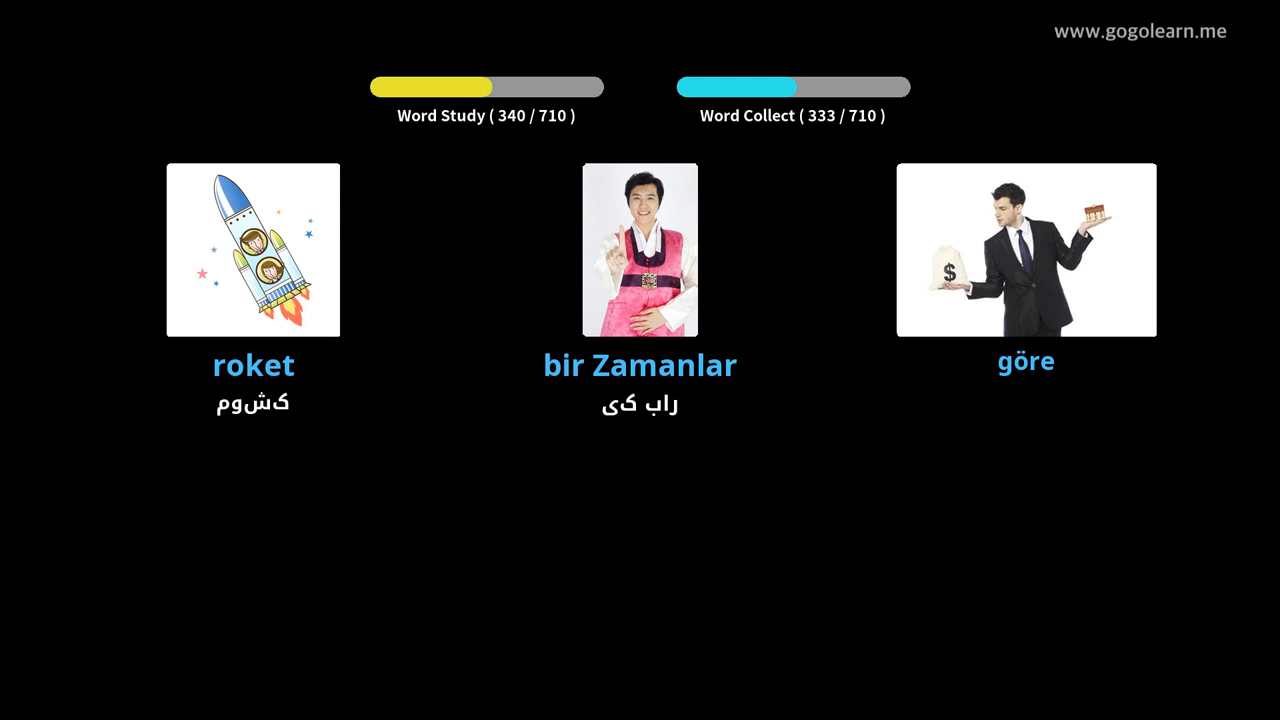 www.gogolearn.me
Word Study ( 340 / 710 )
Word Collect ( 333 / 710 )
$
roket
bir Zamanlar
göre
کشوم
راب کی